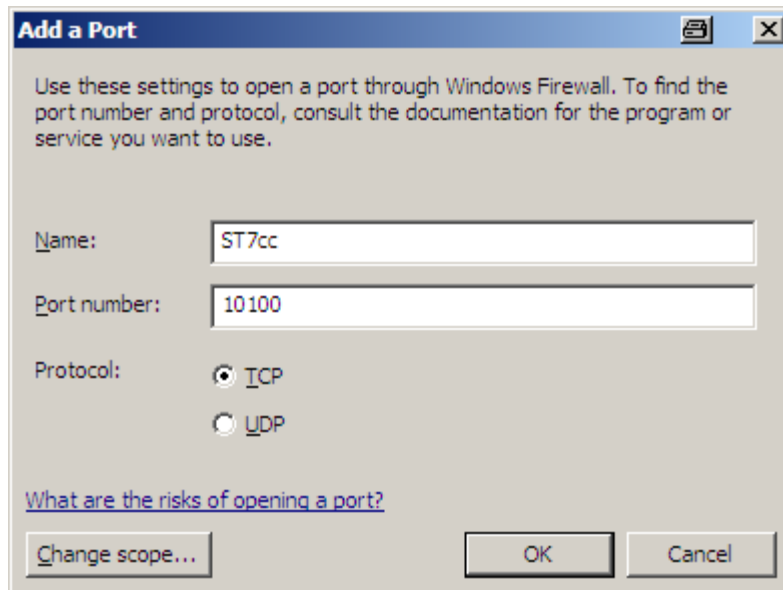 Add a Port
Use these settings to open a port through Windows Firewall. To find the
port number and protocol, consult the documentation for the program or
service you want to use.
Name: ST7cc
Port number: 10100
Protocol: TCP
UDP
What are the risks of opening a port?
Change scope... OK Cancel